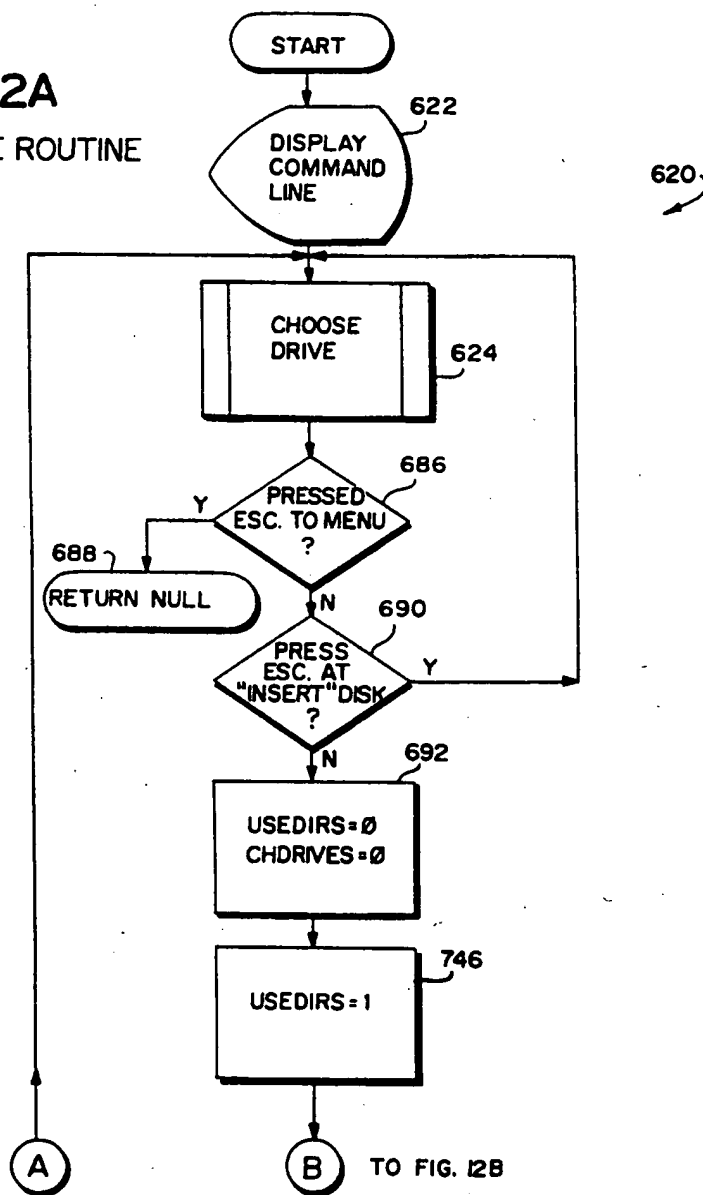 START
2A
E ROUTINE
622
DISPLAY
COMMAND
LINE
620
CHOOSE
DRIVE
624
686
PRESSED
ESC. TO MENU
?
Y
688
RETURN NULL
N
690
PRESS
ESC. AT
"INSERT" DISK
?
Y
N
692
USEDIRS=Ø
CHDRIVES=Ø
746
USEDIRS=1
A
B
TO FIG. 12B